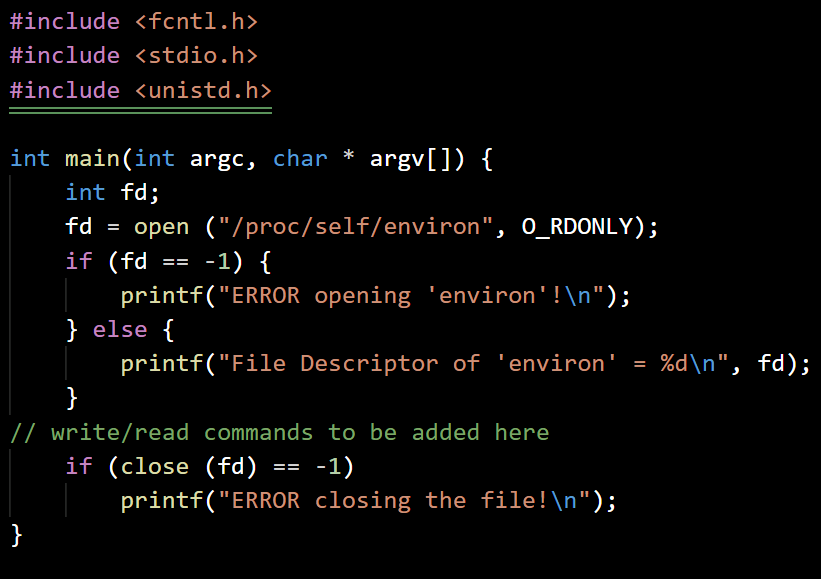 #include <fcntl.h>
#include <stdio.h>
#include <unistd.h>

int main(int argc, char * argv[]) {
    int fd;
    fd = open ("/proc/self/environ", O_RDONLY);
    if (fd == -1) {
        printf("ERROR opening 'environ'!\n");
    } else {
        printf("File Descriptor of 'environ' = %d\n", fd);
    }
// write/read commands to be added here
    if (close (fd) == -1)
        printf("ERROR closing the file!\n");
}